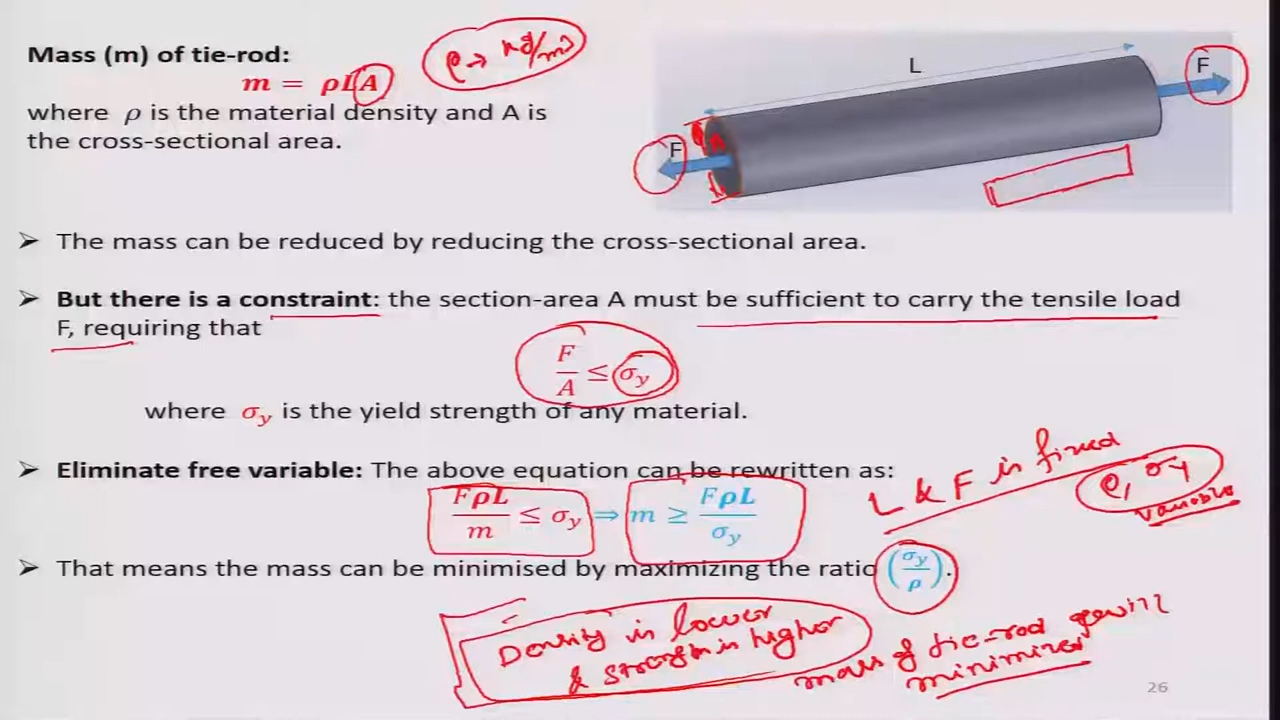 Mass (m) of tie-rod:
m = ρLA
ρ → kg/m3
where ρ is the material density and A is
the cross-sectional area.
L
F
F
A
➤ The mass can be reduced by reducing the cross-sectional area.
➤ But there is a constraint: the section-area A must be sufficient to carry the tensile load
F, requiring that
F/A ≤ σy
where σy is the yield strength of any material.
➤ Eliminate free variable: The above equation can be rewritten as:
FρL/m ≤ σy ⇒ m ≥ FρL/σy
L & F is fixed
ρ, σy
variable
➤ That means the mass can be minimised by maximizing the ratio (σy/ρ).
Density is lower
& strength is higher
mass of tie-rod will
minimizes
26